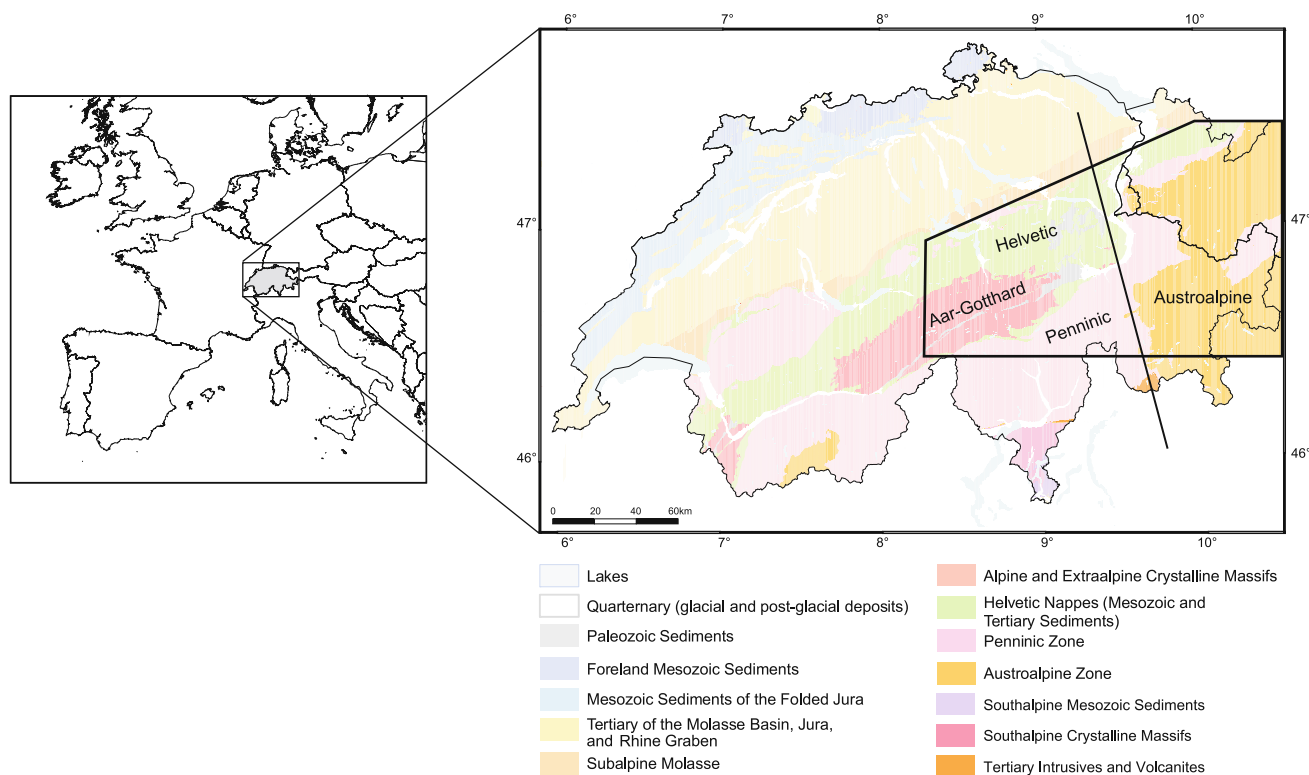 6° 7° 8° 9° 10°
47° 47°
Helvetic
Aar-Gotthard
Austroalpine
Penninic
46° 46°
0 20 40 60km
6° 7° 8° 9° 10°
Lakes
Quarternary (glacial and post-glacial deposits)
Paleozoic Sediments
Foreland Mesozoic Sediments
Mesozoic Sediments of the Folded Jura
Tertiary of the Molasse Basin, Jura,
and Rhine Graben
Subalpine Molasse
Alpine and Extraalpine Crystalline Massifs
Helvetic Nappes (Mesozoic and
Tertiary Sediments)
Penninic Zone
Austroalpine Zone
Southalpine Mesozoic Sediments
Southalpine Crystalline Massifs
Tertiary Intrusives and Volcanites